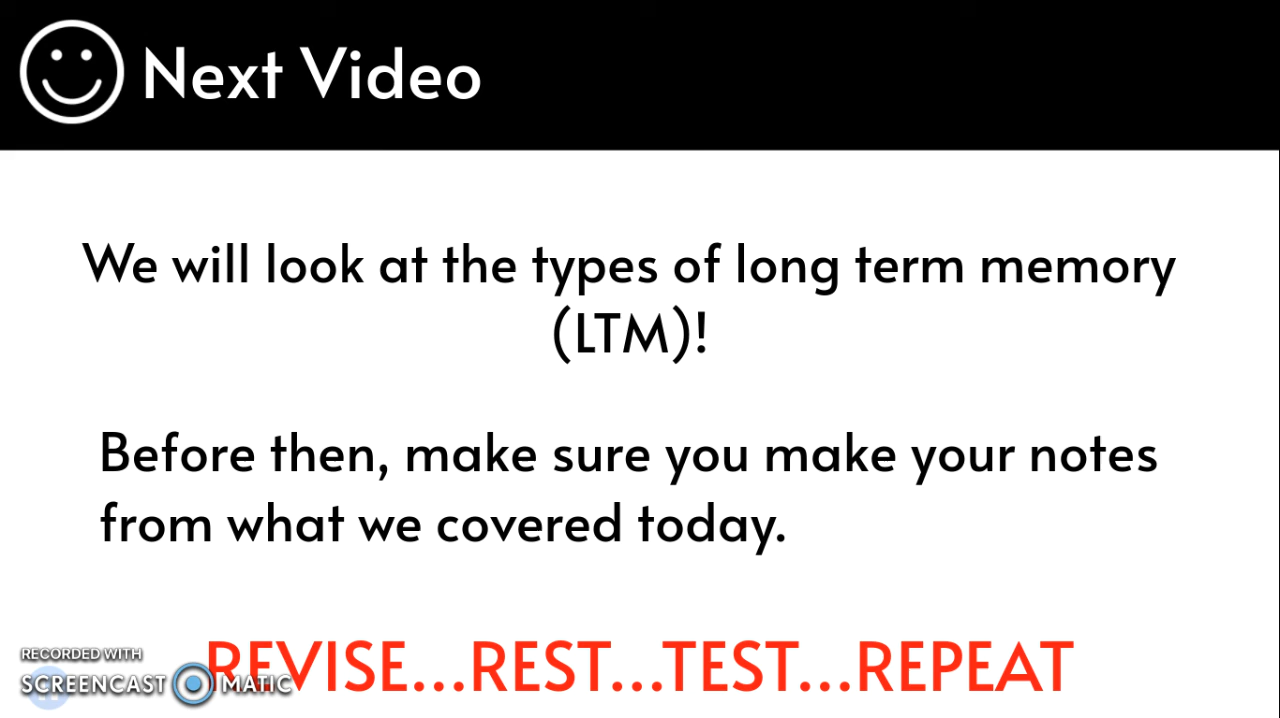 Next Video
We will look at the types of long term memory
(LTM)!
Before then, make sure you make your notes
from what we covered today.
REVISE...REST...TEST...REPEAT
RECORDED WITH
SCREENCAST MATIC